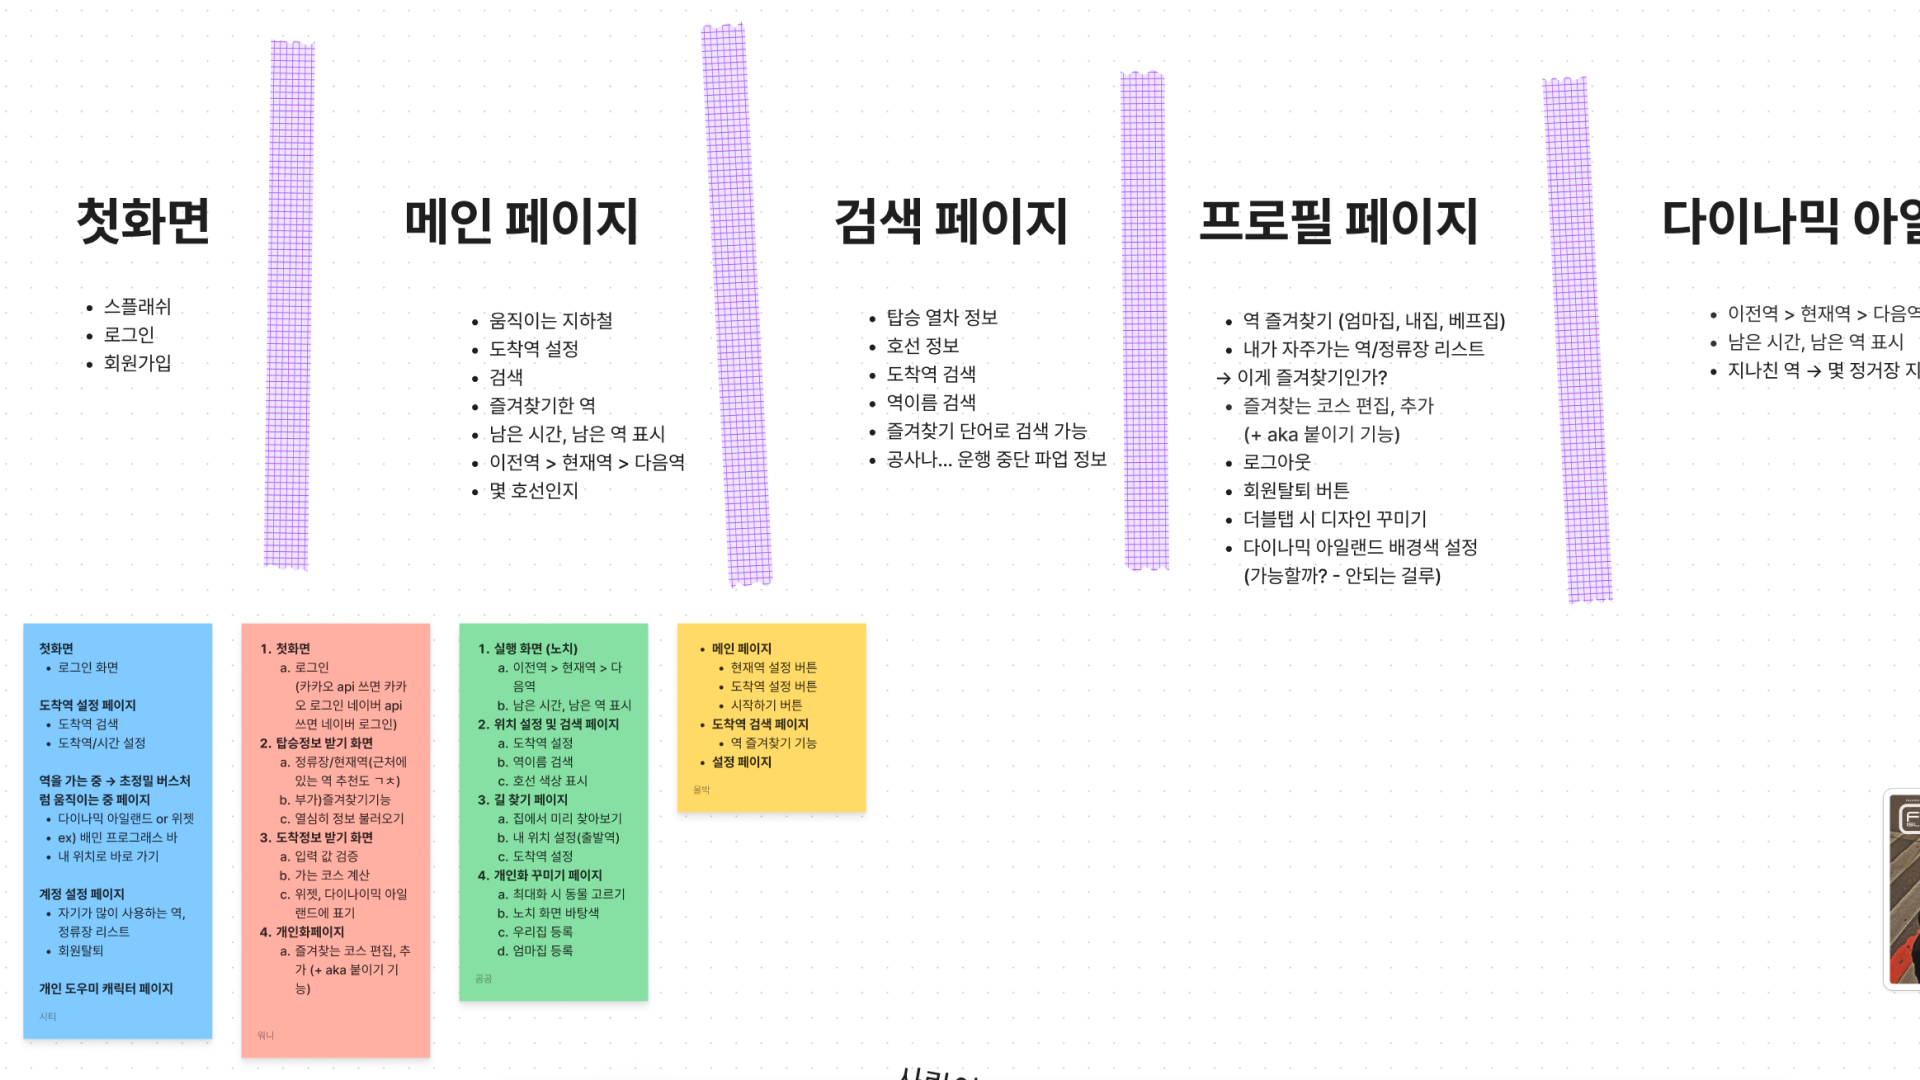 첫화면
스플래쉬
로그인
회원가입
메인 페이지
움직이는 지하철
도착역 설정
검색
즐겨찾기한 역
남은 시간, 남은 역 표시
이전역 > 현재역 > 다음역
몇 호선인지
검색 페이지
탑승 열차 정보
호선 정보
도착역 검색
역이름 검색
즐겨찾기 단어로 검색 가능
공사나... 운행 중단 파업 정보
프로필 페이지
역 즐겨찾기 (엄마집, 내집, 베프집)
내가 자주가는 역/정류장 리스트
→ 이게 즐겨찾기인가?
즐겨찾는 코스 편집, 추가
(+ aka 붙이기 기능)
로그아웃
회원탈퇴 버튼
더블탭 시 디자인 꾸미기
다이나믹 아일랜드 배경색 설정
(가능할까? - 안되는 걸루)
다이나믹
이전역 > 현재역 > 다음역
남은 시간, 남은 역 표시
지나친 역 → 몇 정거장
첫화면
로그인 화면
도착역 설정 페이지
도착역 검색
도착역/시간 설정
역을 가는 중 → 초정밀 버스처
럼 움직이는 중 페이지
다이나믹 아일랜드 or 위젯
ex) 배민 프로그래스 바
내 위치로 바로 가기
계정 설정 페이지
자기가 많이 사용하는 역,
정류장 리스트
회원탈퇴
개인 도우미 캐릭터 페이지
시티
1. 첫화면
a. 로그인
(카카오 api 쓰면 카카
오 로그인 네이버 api
쓰면 네이버 로그인)
2. 탑승정보 받기 화면
a. 정류장/현재역(근처에
있는 역 추천도 ㄱㅊ)
b. 부가)즐겨찾기기능
c. 열심히 정보 불러오기
3. 도착정보 받기 화면
a. 입력 값 검증
b. 가는 코스 계산
c. 위젯, 다이나이믹 아일
랜드에 표기
4. 개인화페이지
a. 즐겨찾는 코스 편집, 추
가 (+ aka 붙이기 기
능)
워니
1. 실행 화면 (노치)
a. 이전역 > 현재역 > 다
음역
b. 남은 시간, 남은 역 표시
2. 위치 설정 및 검색 페이지
a. 도착역 설정
b. 역이름 검색
c. 호선 색상 표시
3. 길 찾기 페이지
a. 집에서 미리 찾아보기
b. 내 위치 설정(출발역)
c. 도착역 설정
4. 개인화 꾸미기 페이지
a. 최대화 시 동물 고르기
b. 노치 화면 바탕색
c. 우리집 등록
d. 엄마집 등록
곰곰
메인 페이지
현재역 설정 버튼
도착역 설정 버튼
시작하기 버튼
도착역 검색 페이지
역 즐겨찾기 기능
설정 페이지
울박